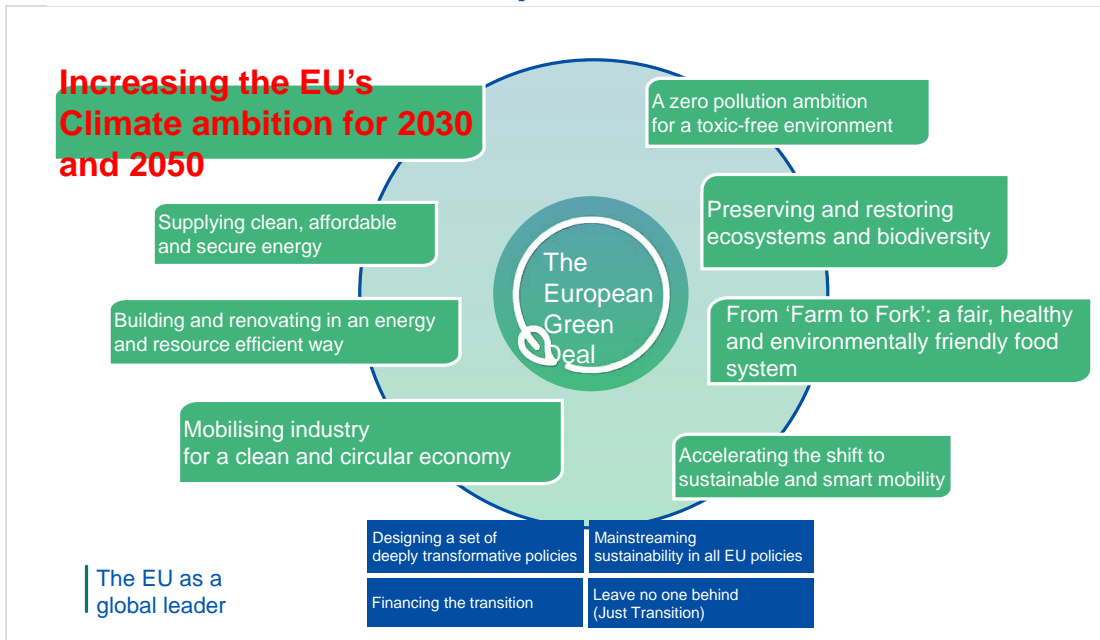 Increasing the EU’s
Climate ambition for 2030
and 2050
Supplying clean, affordable
and secure energy
Building and renovating in an energy
and resource efficient way
Mobilising industry
for a clean and circular economy
The
European
Green
Deal
A zero pollution ambition
for a toxic-free environment
Preserving and restoring
ecosystems and biodiversity
From ‘Farm to Fork’: a fair, healthy
and environmentally friendly food
system
Accelerating the shift to
sustainable and smart mobility
Designing a set of
deeply transformative policies
Mainstreaming
sustainability in all EU policies
Financing the transition
Leave no one behind
(Just Transition)
The EU as a
global leader